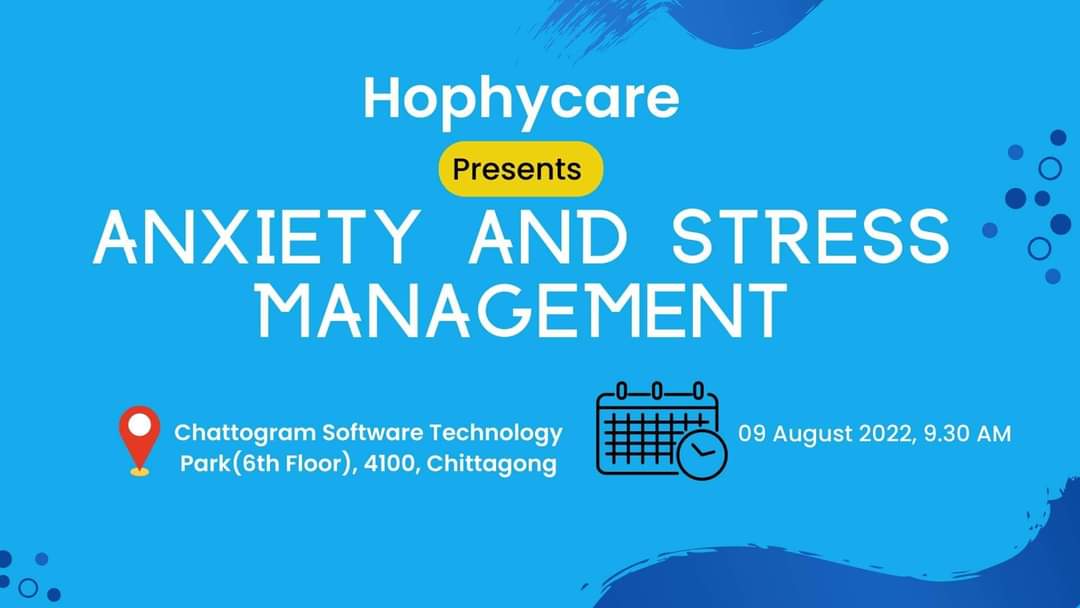 Hophycare
Presents
ANXIETY AND STRESS
MANAGEMENT
Chattogram Software Technology
Park(6th Floor), 4100, Chittagong
09 August 2022, 9.30 AM